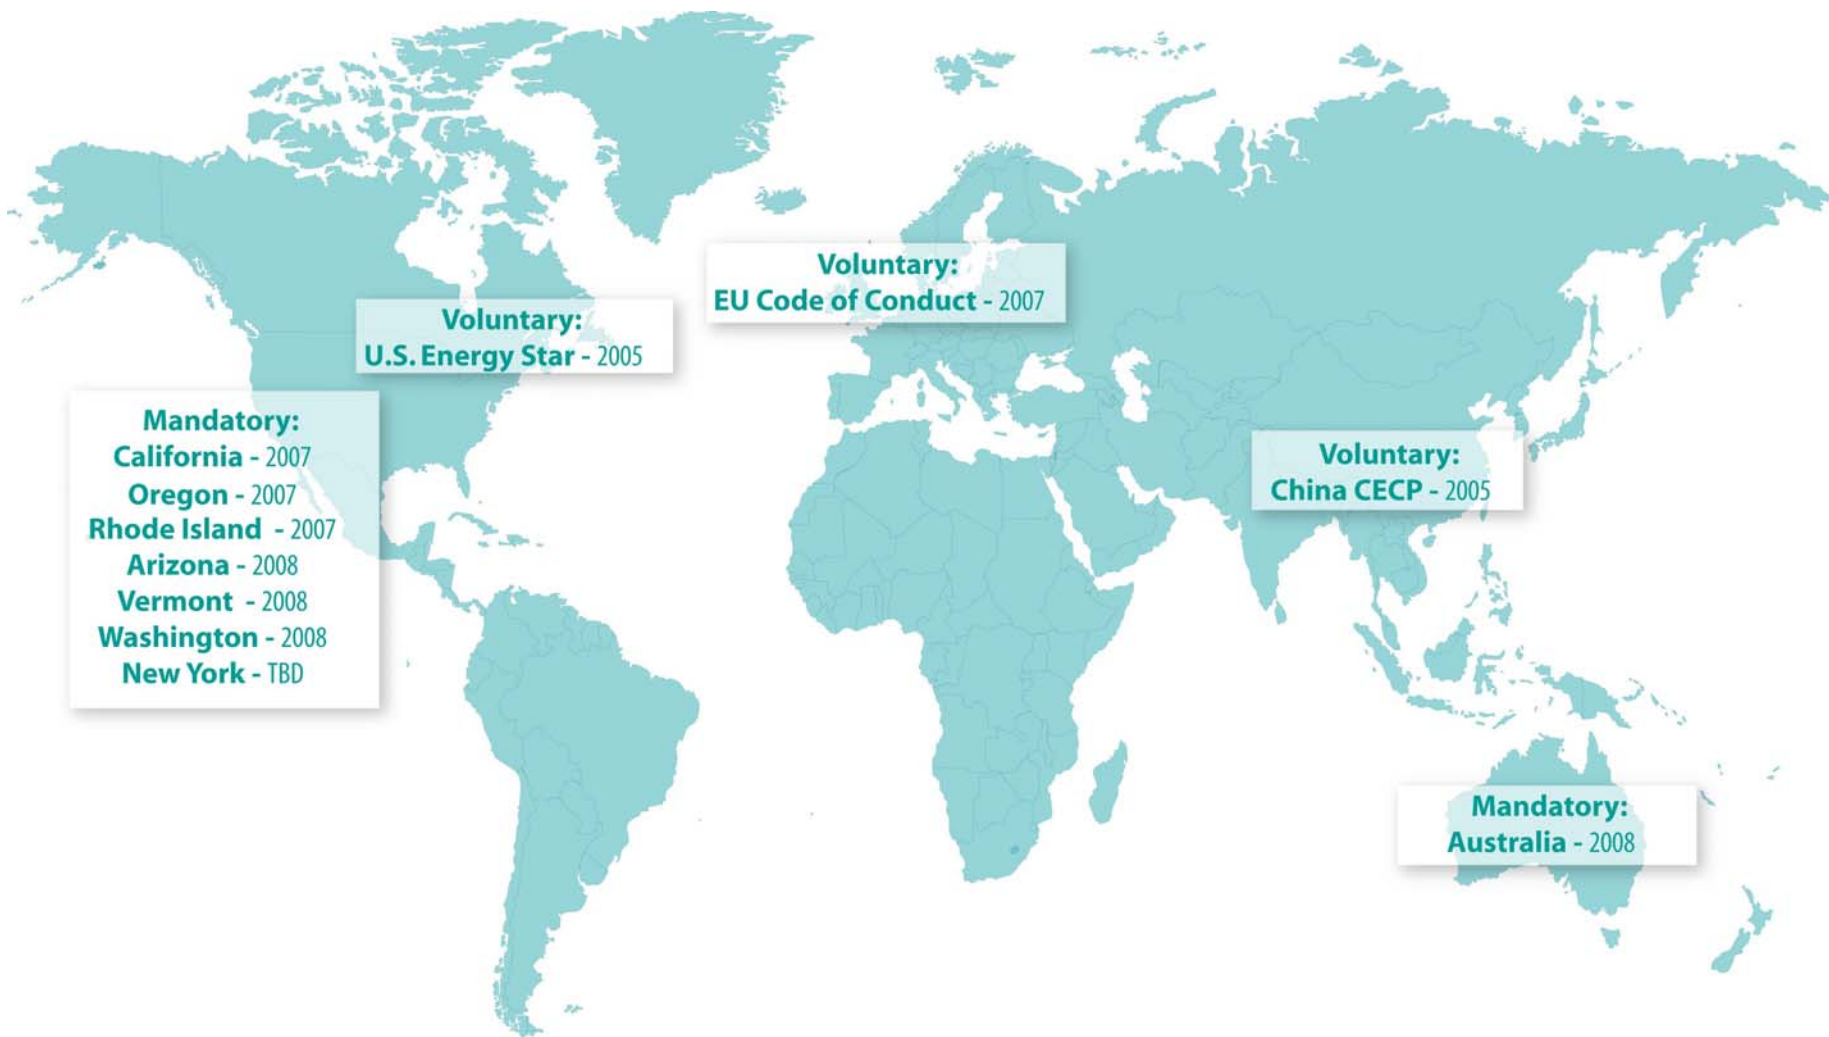 Voluntary:
EU Code of Conduct - 2007
Voluntary:
U.S. Energy Star - 2005
Mandatory:
California - 2007
Oregon - 2007
Rhode Island - 2007
Arizona - 2008
Vermont - 2008
Washington - 2008
New York - TBD
Voluntary:
China CECP - 2005
Mandatory:
Australia - 2008